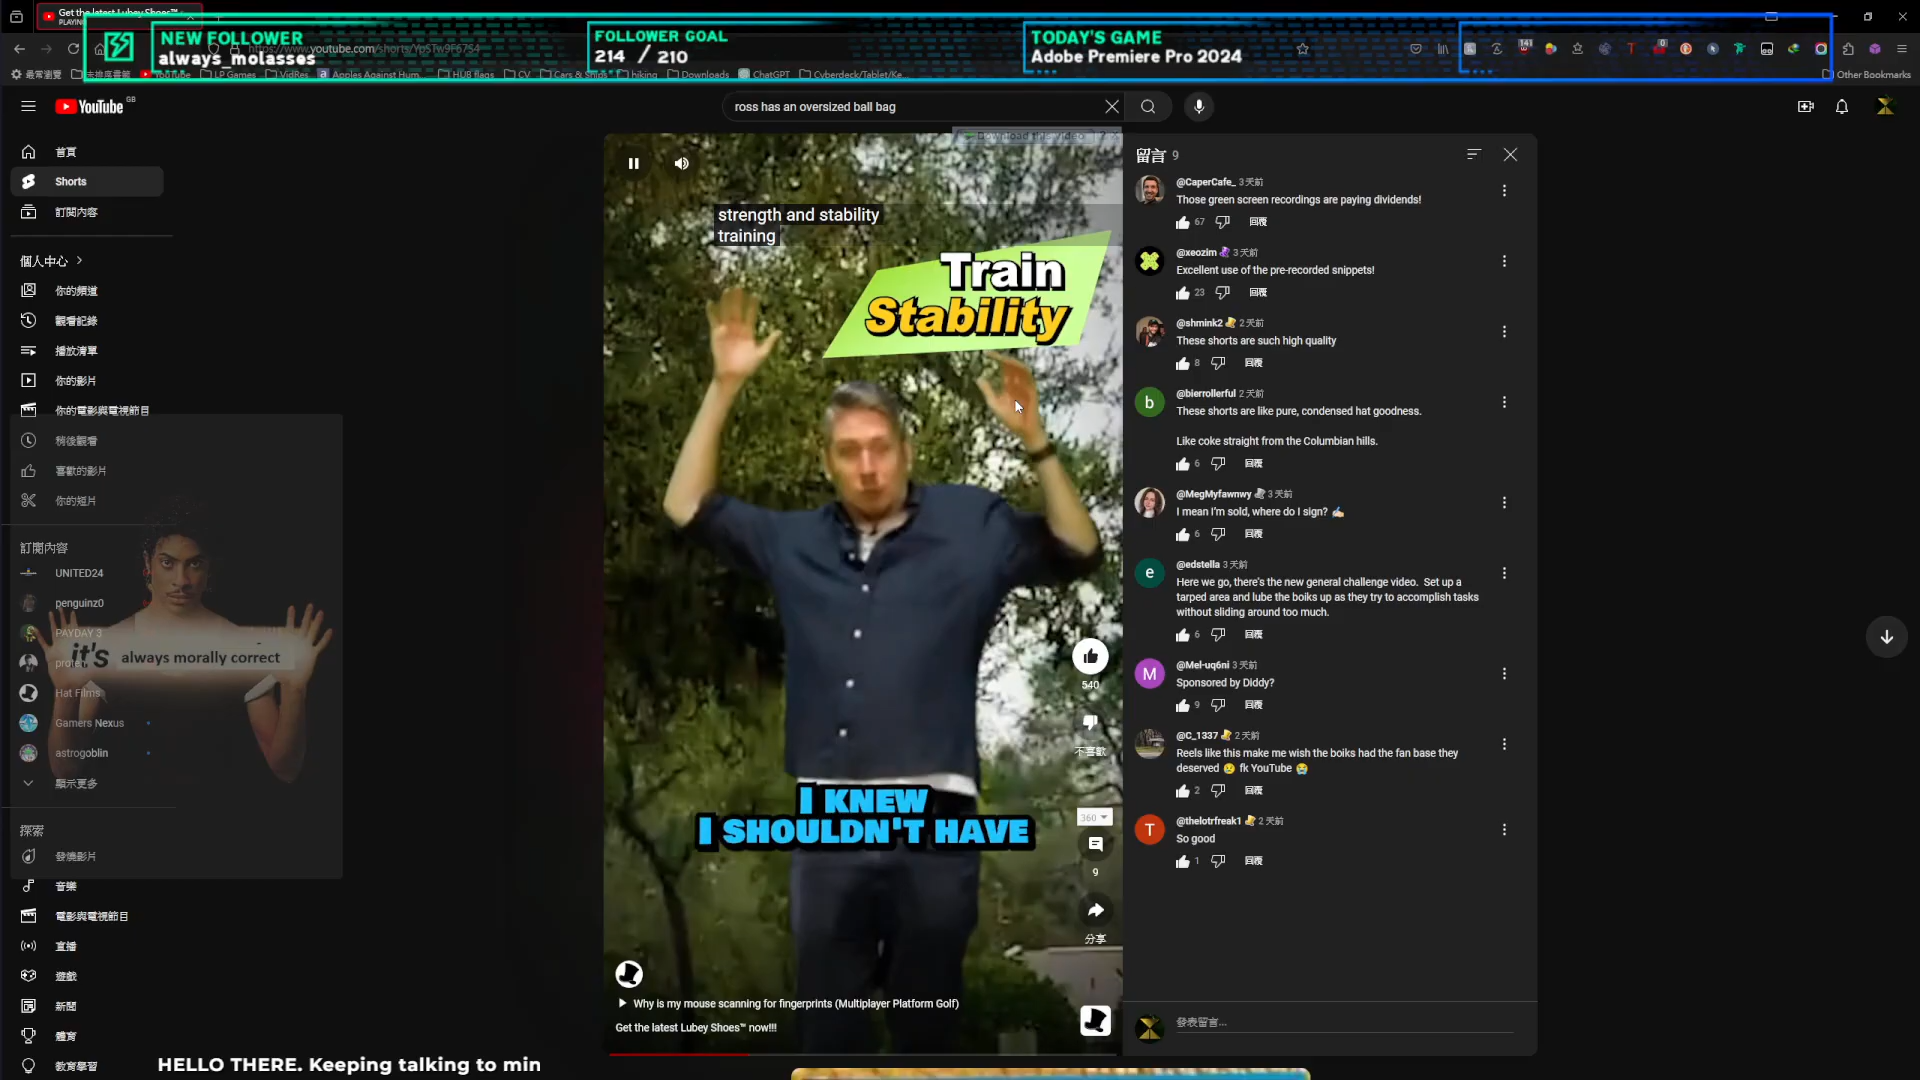 Get the latest Lubey Shoes™
NEW FOLLOWER
always_molasses
FOLLOWER GOAL
214 / 210
TODAY'S GAME
Adobe Premiere Pro 2024
https://www.youtube.com/shorts/
最常瀏覽
YouTube
LP Games
VidRes
Apples Against Hum...
HUB flags
CV
Cars & Ships
hiking
Downloads
ChatGPT
Cyberdeck/Tablet/Ke...
Other Bookmarks
YouTube GB
ross has an oversized ball bag
首頁
Shorts
訂閱內容
個人中心
你的頻道
觀看記錄
播放清單
你的影片
你的電影與電視節目
稍後觀看
喜歡的影片
你的短片
訂閱內容
UNITED24
penguinz0
PAYDAY 3
Hat Films
Gamers Nexus
astrogoblin
顯示更多
it's always morally correct
探索
發燒影片
音樂
電影與電視節目
直播
遊戲
新聞
體育
教育學習
HELLO THERE. Keeping talking to min
Download this video
strength and stability
training
Train
Stability
I KNEW
I SHOULDN'T HAVE
540
不喜歡
360
9
分享
Why is my mouse scanning for fingerprints (Multiplayer Platform Golf)
Get the latest Lubey Shoes™ now!!!
留言 9
@CaperCafe_ 3 天前
Those green screen recordings are paying dividends!
67 回覆
@xeozim 3 天前
Excellent use of the pre-recorded snippets!
23 回覆
@shmink2 2 天前
These shorts are such high quality
8 回覆
b
@bierrollerful 2 天前
These shorts are like pure, condensed hat goodness.
Like coke straight from the Columbian hills.
6 回覆
@MegMyfawnwy 3 天前
I mean I'm sold, where do I sign? ✍🏻
6 回覆
e
@edstella 3 天前
Here we go, there's the new general challenge video. Set up a
tarped area and lube the boiks up as they try to accomplish tasks
without sliding around too much.
6 回覆
M
@Mel-uq6ni 3 天前
Sponsored by Diddy?
9 回覆
@C_1337 2 天前
Reels like this make me wish the boiks had the fan base they
deserved 😢 fk YouTube 😭
2 回覆
T
@thelotrfreak1 2 天前
So good
1 回覆
發表留言...